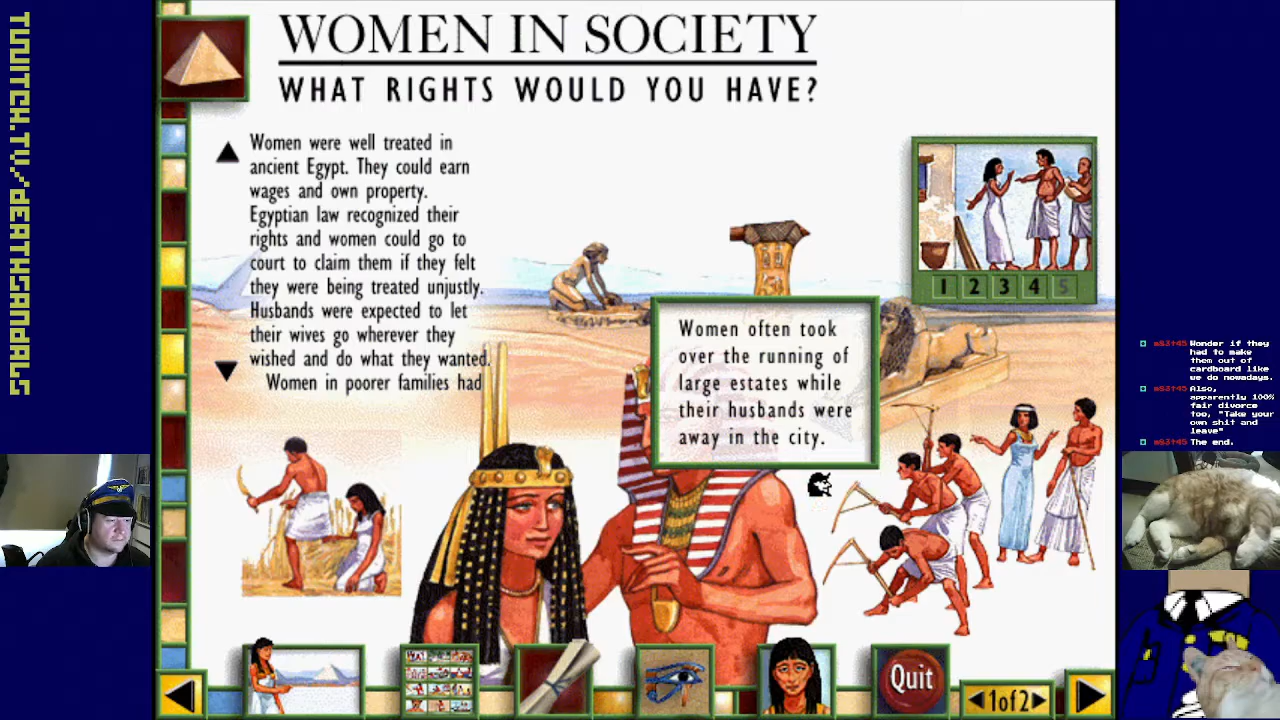 TWITCH.TV/DEATHSANDALS
WOMEN IN SOCIETY
WHAT RIGHTS WOULD YOU HAVE?
Women were well treated in
ancient Egypt. They could earn
wages and own property.
Egyptian law recognized their
rights and women could go to
court to claim them if they felt
they were being treated unjustly.
Husbands were expected to let
their wives go wherever they
wished and do what they wanted.
Women in poorer families had
1 2 3 4 5
Women often took
over the running of
large estates while
their husbands were
away in the city.
m83t45 Wonder if they
had to make
them out of
cardboard like
we do nowadays.
m83t45 Also,
apparently 100%
fair divorce
too, "Take your
own shit and
leave"
m83t45 The end.
Quit
1of2